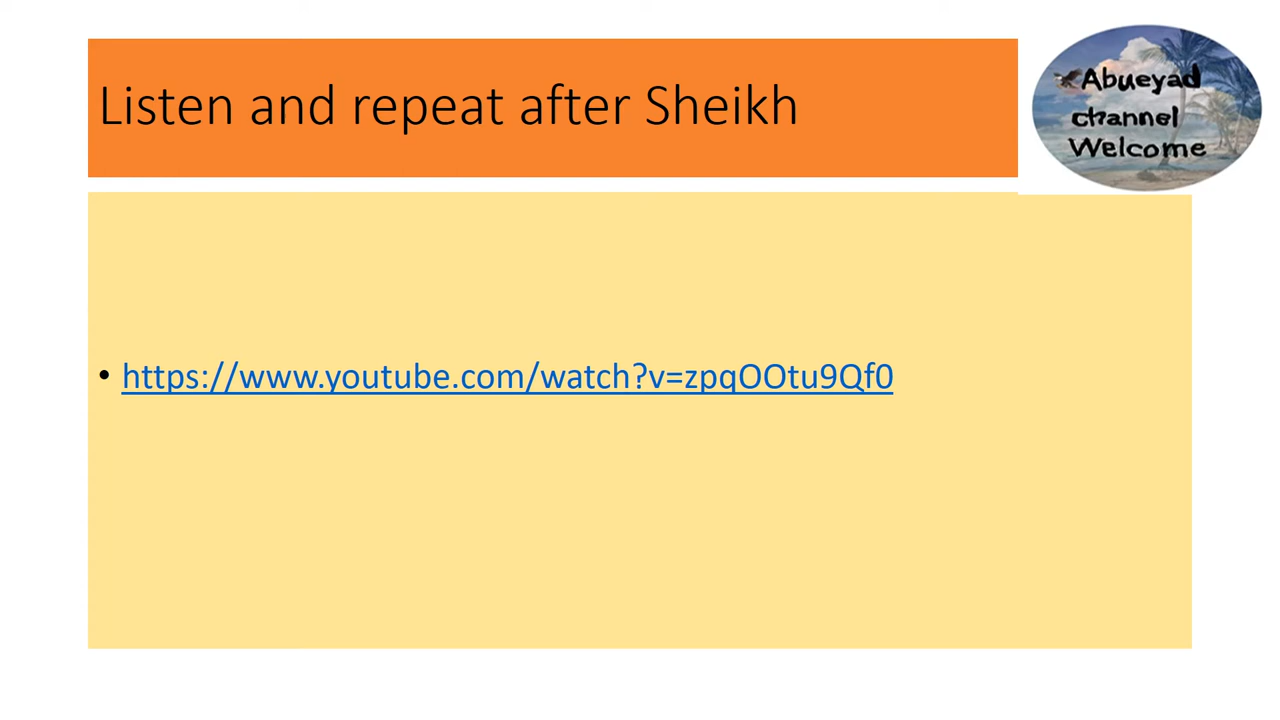 Listen and repeat after Sheikh
Abueyad
channel
Welcome
• https://www.youtube.com/watch?v=zpqOOtu9Qf0